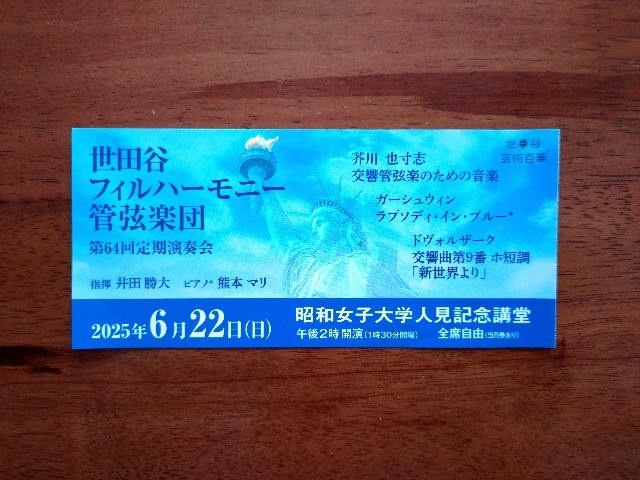 世田谷
フィルハーモニー
管弦楽団
第64回定期演奏会
指揮 井田 勝大 ピアノ* 熊本 マリ
世田谷
芸術百華
芥川 也寸志
交響管弦楽のための音楽
ガーシュウィン
ラプソディ・イン・ブルー*
ドヴォルザーク
交響曲第9番 ホ短調
「新世界より」
2025年6月22日(日)
昭和女子大学人見記念講堂
午後2時開演(1時30分開場) 全席自由(当日券あり)